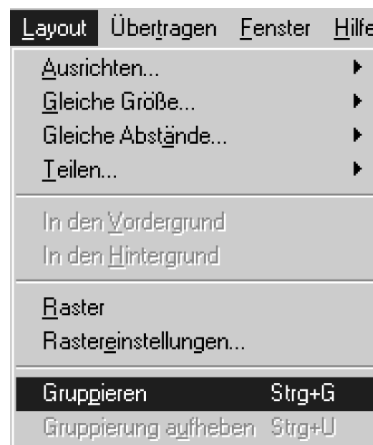 Layout Übertragen Fenster Hilfe
Ausrichten...
Gleiche Größe...
Gleiche Abstände...
Teilen...
In den Vordergrund
In den Hintergrund
Raster
Rastereinstellungen...
Gruppieren Strg+G
Gruppierung aufheben Strg+U